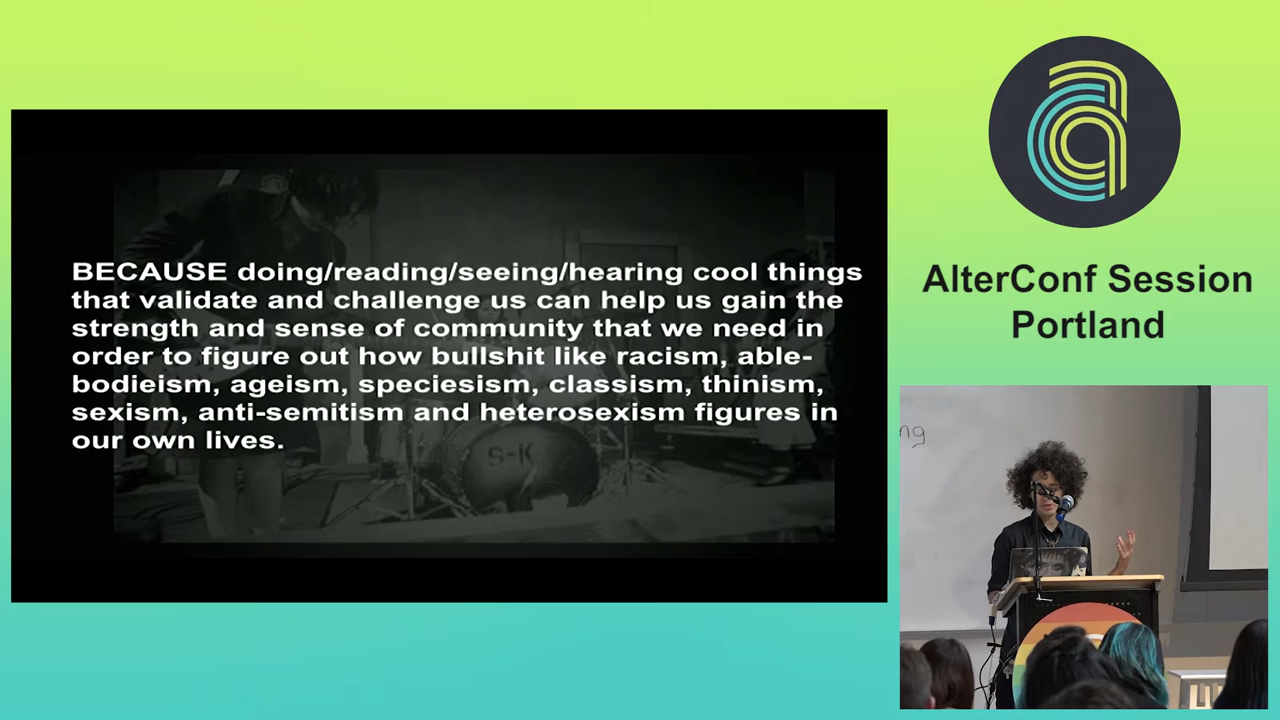 BECAUSE doing/reading/seeing/hearing cool things
that validate and challenge us can help us gain the
strength and sense of community that we need in
order to figure out how bullshit like racism, able-
bodieism, ageism, speciesism, classism, thinism,
sexism, anti-semitism and heterosexism figures in
our own lives.
S-K
AlterConf Session
Portland
ng